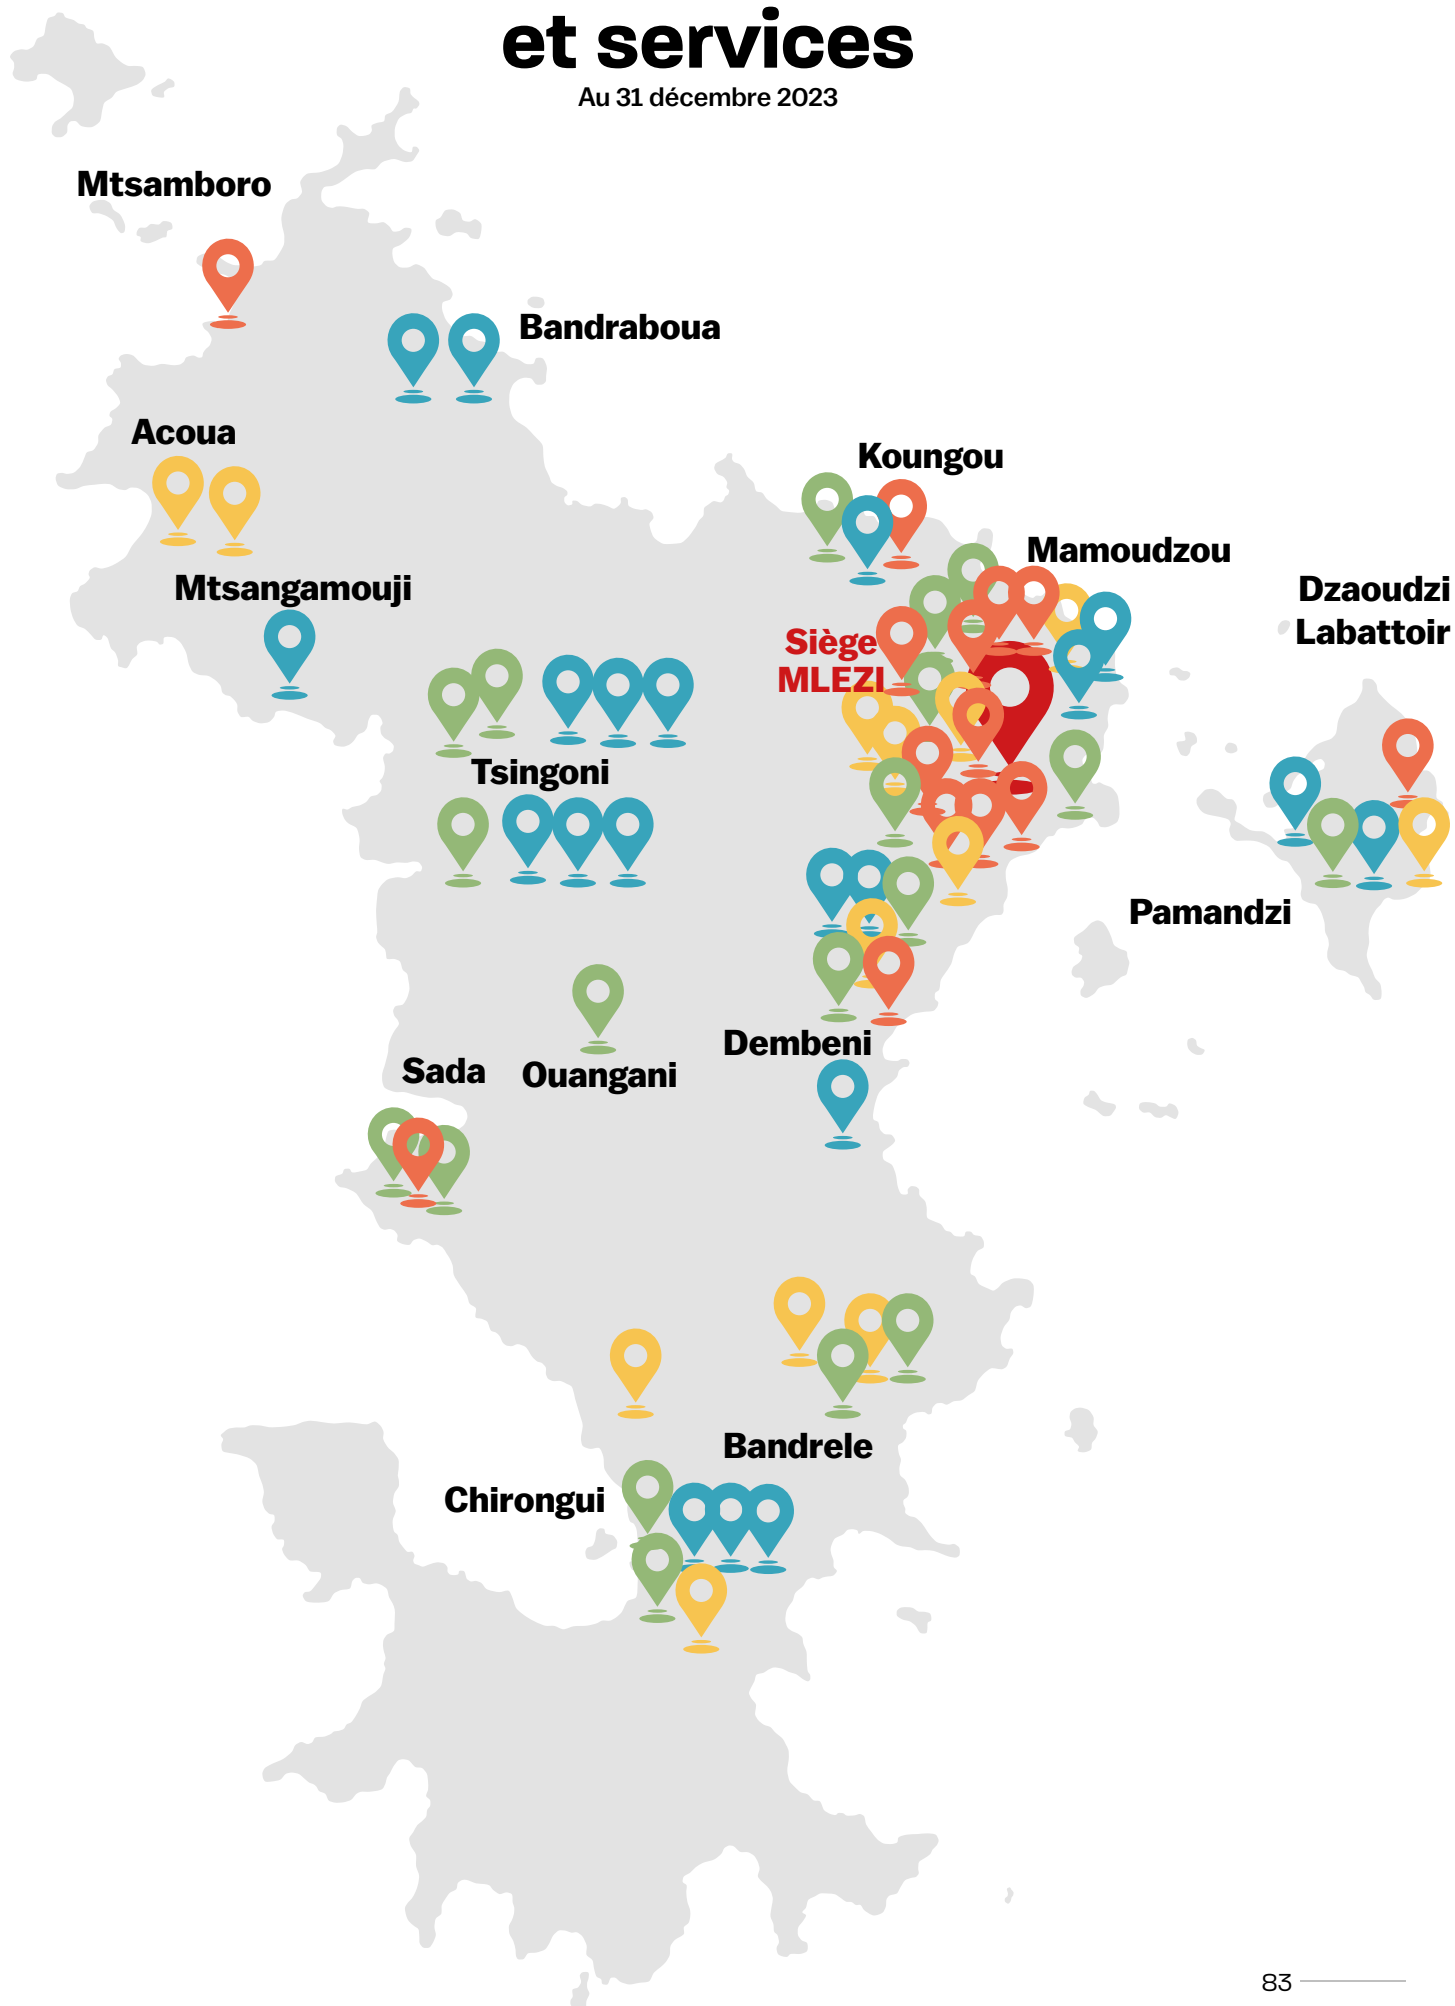 et services
Au 31 décembre 2023
Mtsamboro
Bandraboua
Acoua
Koungou
Mamoudzou
Mtsangamouji
Dzaoudzi
Labattoir
Siège
MLEZI
Tsingoni
Pamandzi
Dembeni
Sada
Ouangani
Bandrele
Chirongui
83